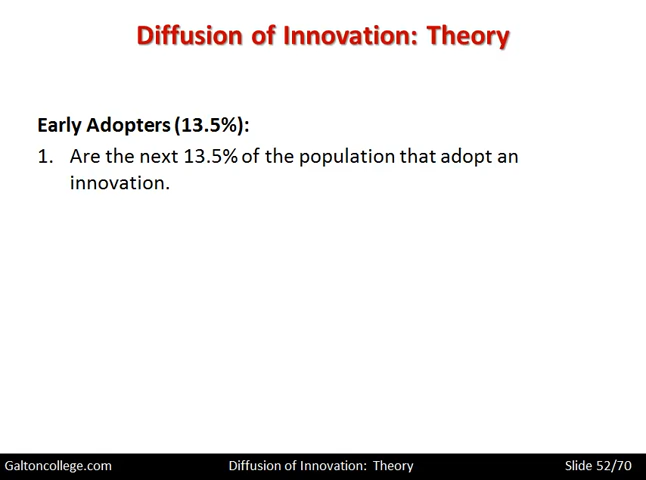 Diffusion of Innovation: Theory
Early Adopters (13.5%):
1. Are the next 13.5% of the population that adopt an
innovation.
Galtoncollege.com Diffusion of Innovation: Theory Slide 52/70